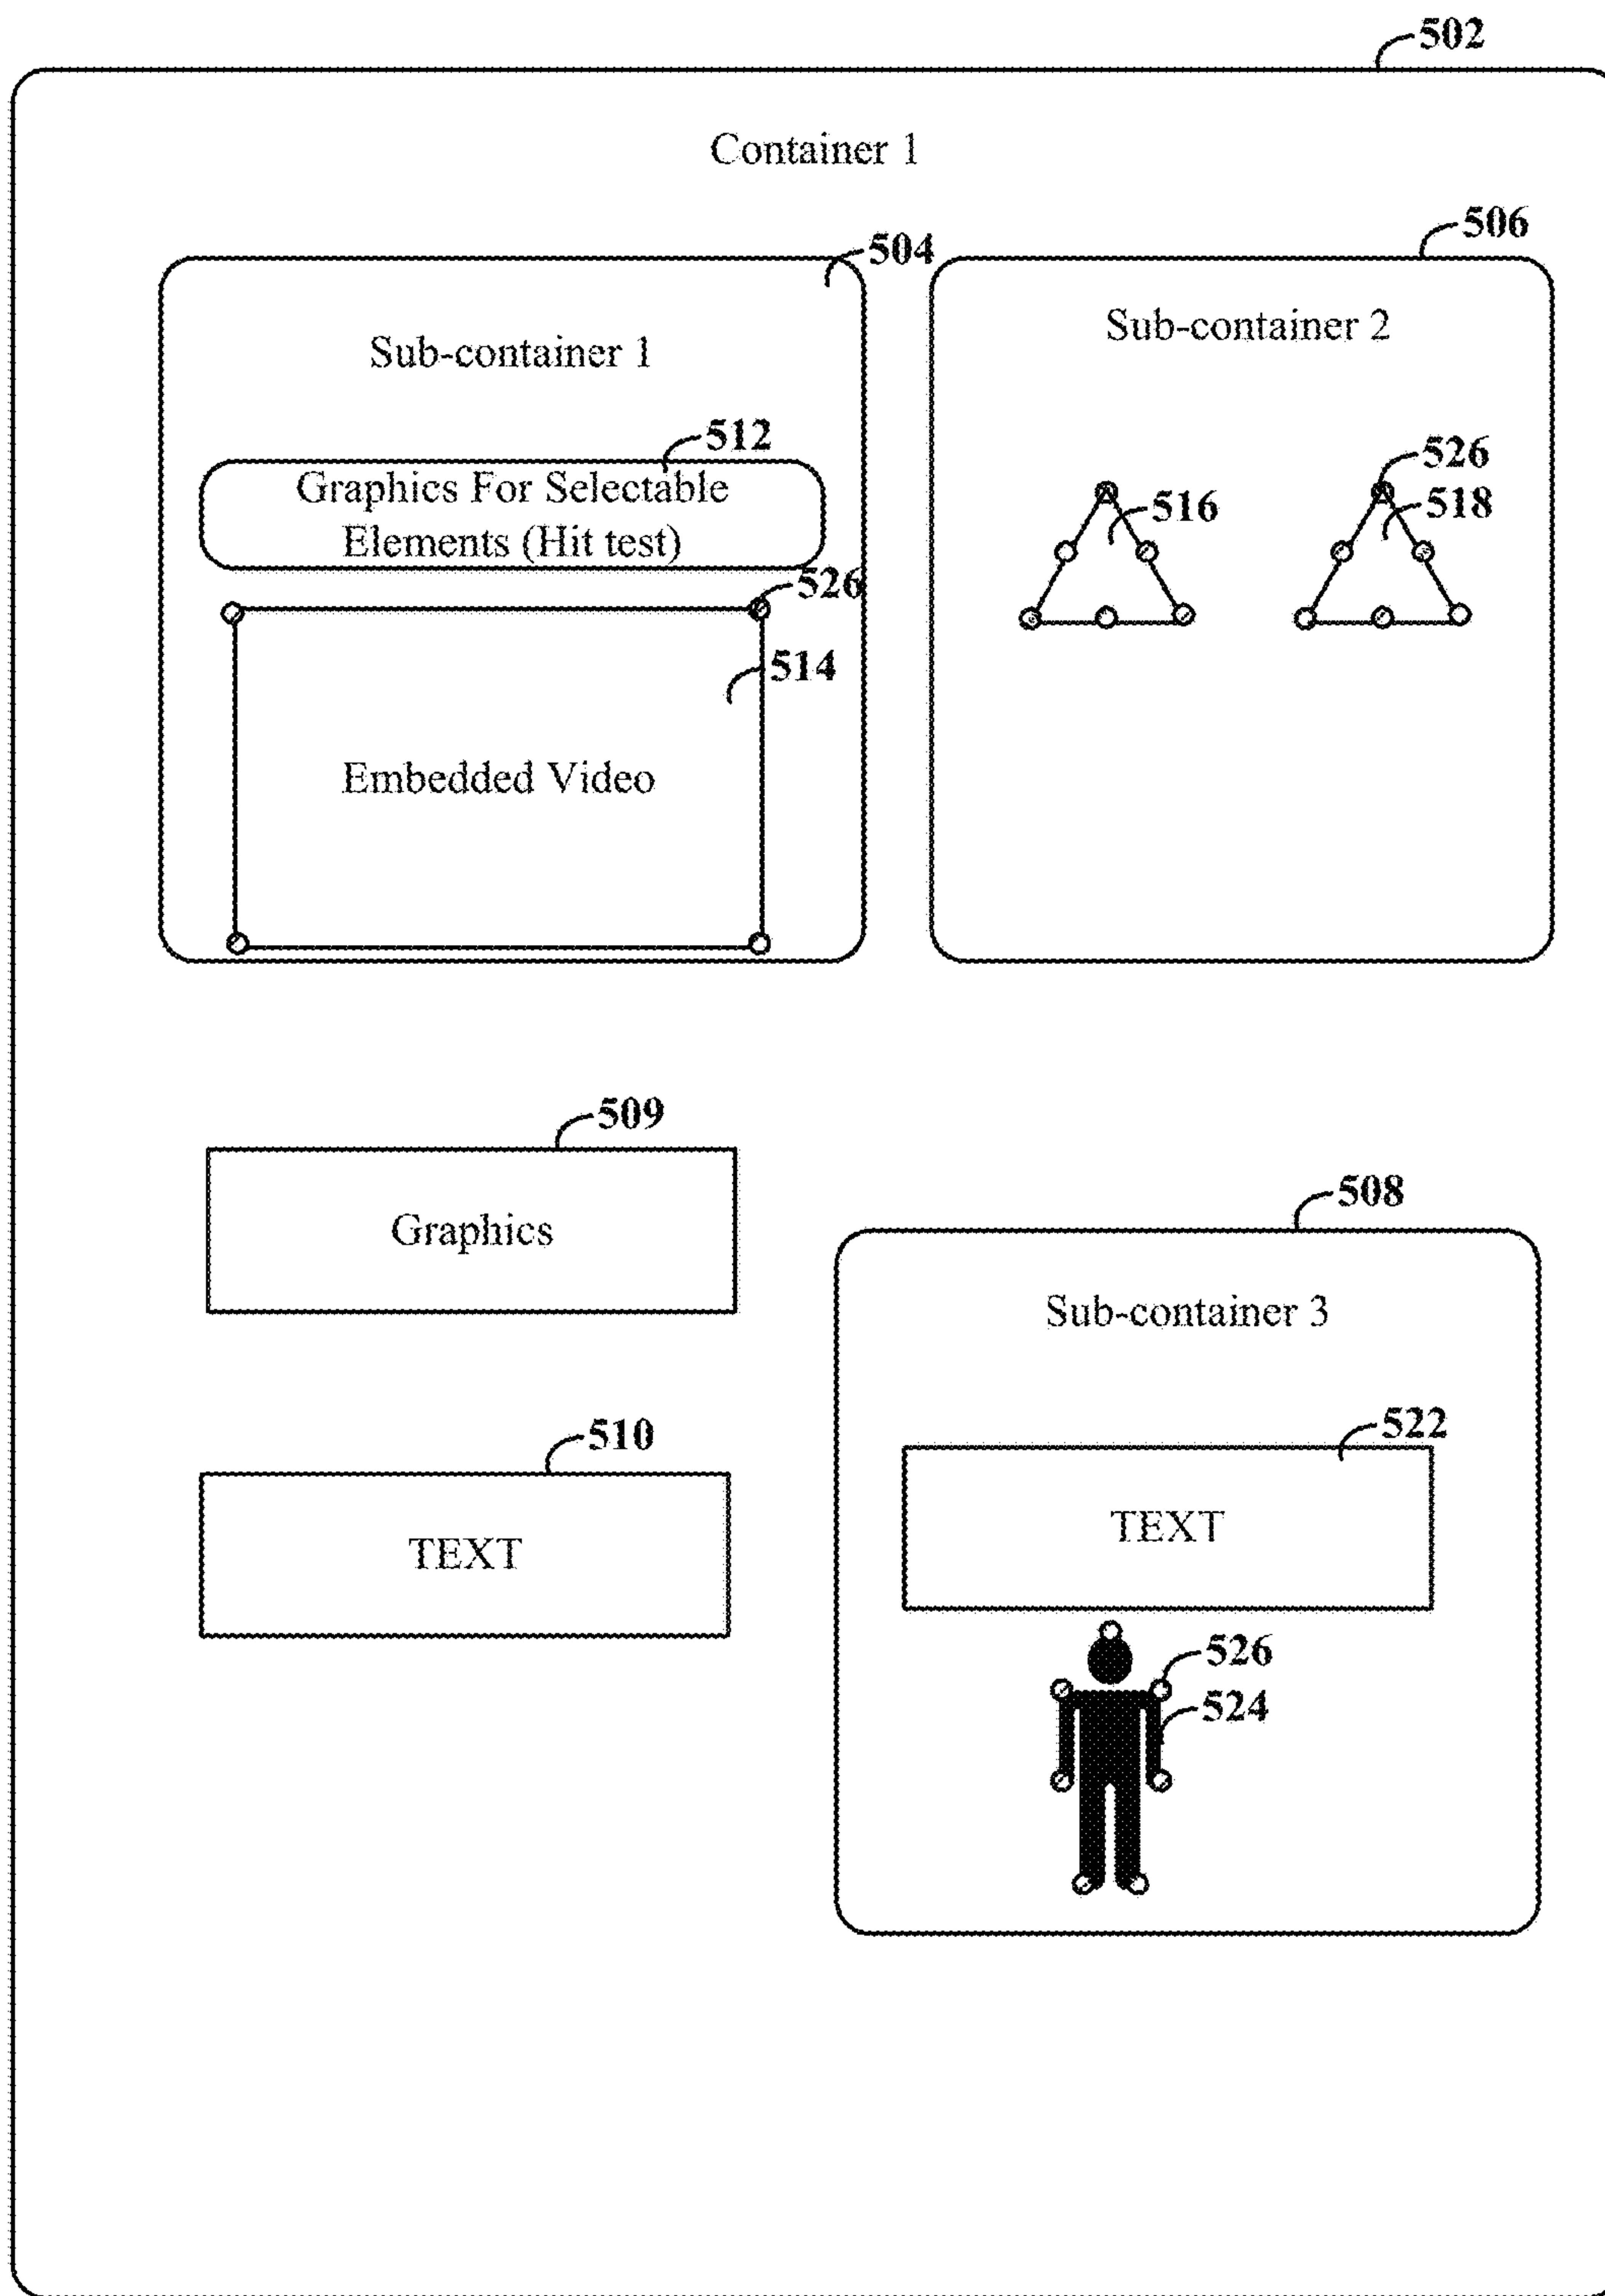 502
Container 1
506
504
Sub-container 1
Sub-container 2
512
Graphics For Selectable
Elements (Hit test)
526
516
518
526
514
Embedded Video
509
Graphics
508
Sub-container 3
510
TEXT
522
TEXT
526
524